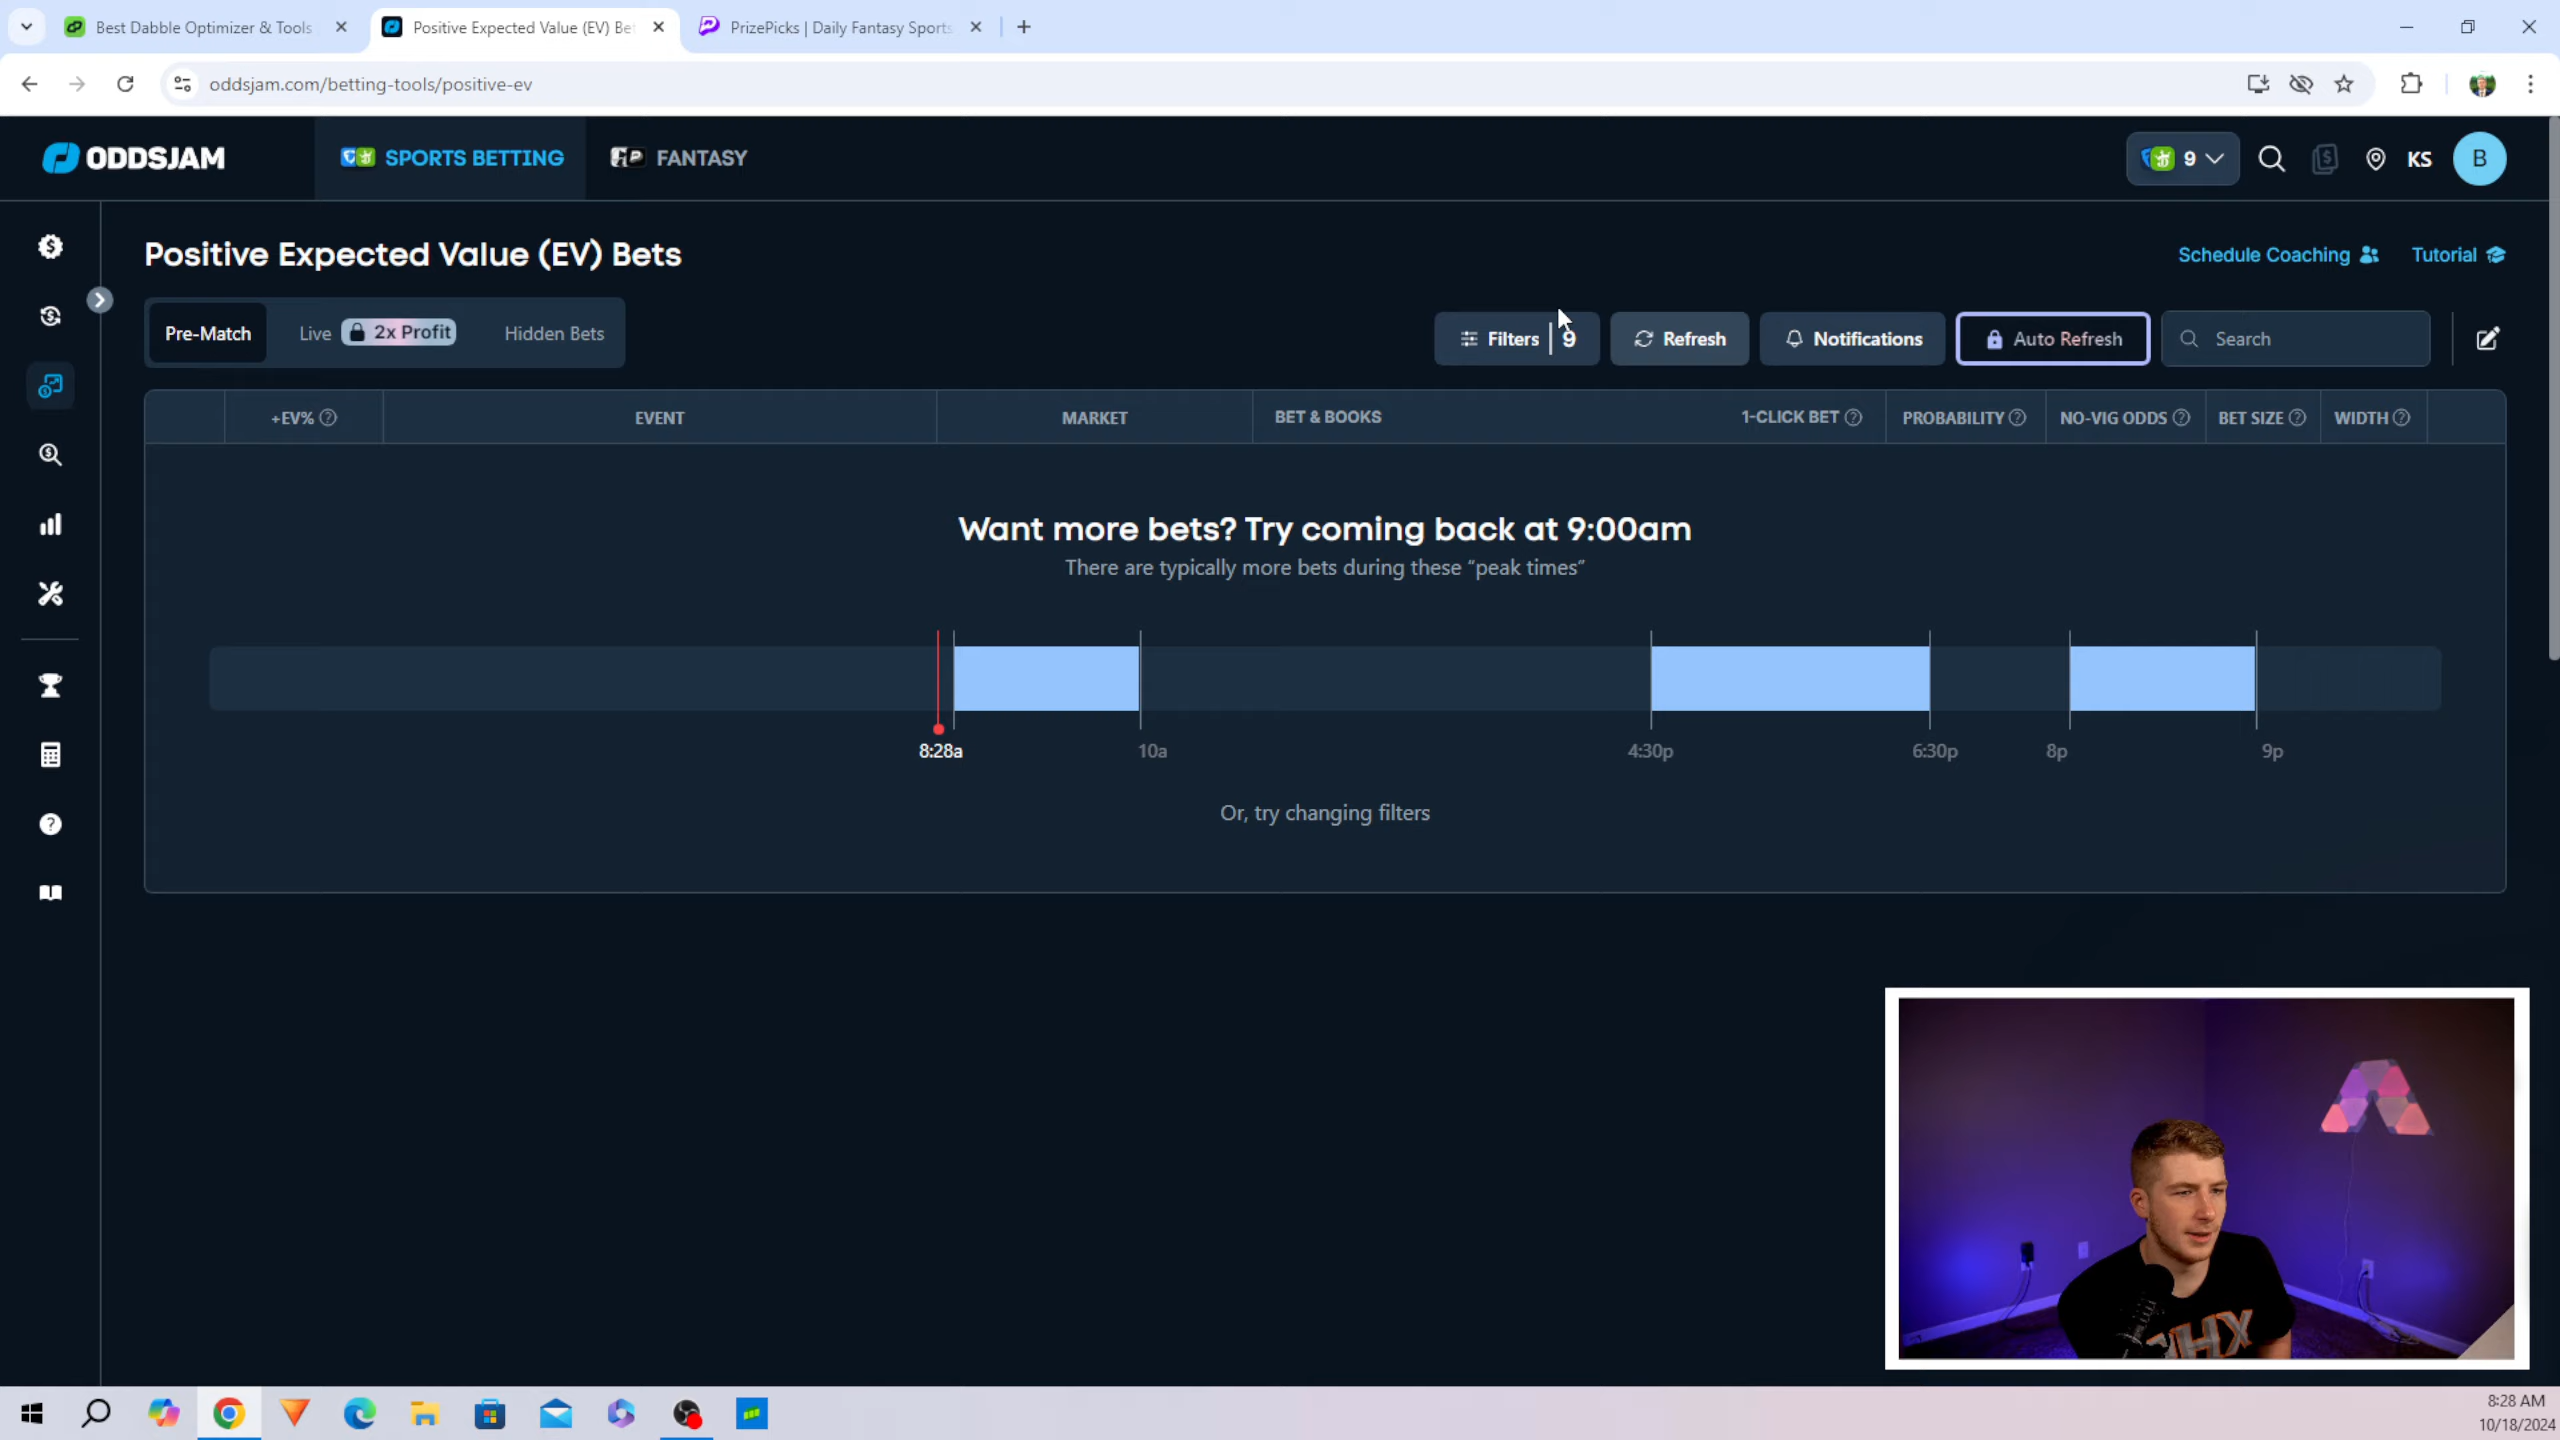 Best Dabble Optimizer & Tools
Positive Expected Value (EV) Bet
PrizePicks | Daily Fantasy Sports
oddsjam.com/betting-tools/positive-ev
ODDSJAM
SPORTS BETTING
FANTASY
9
KS
B
Positive Expected Value (EV) Bets
Schedule Coaching
Tutorial
Pre-Match
Live
2x Profit
Hidden Bets
Filters | 9
Refresh
Notifications
Auto Refresh
Search
+EV%
EVENT
MARKET
BET & BOOKS
1-CLICK BET
PROBABILITY
NO-VIG ODDS
BET SIZE
WIDTH
Want more bets? Try coming back at 9:00am
There are typically more bets during these “peak times”
8:28a
10a
4:30p
6:30p
8p
9p
Or, try changing filters
8:28 AM
10/18/2024